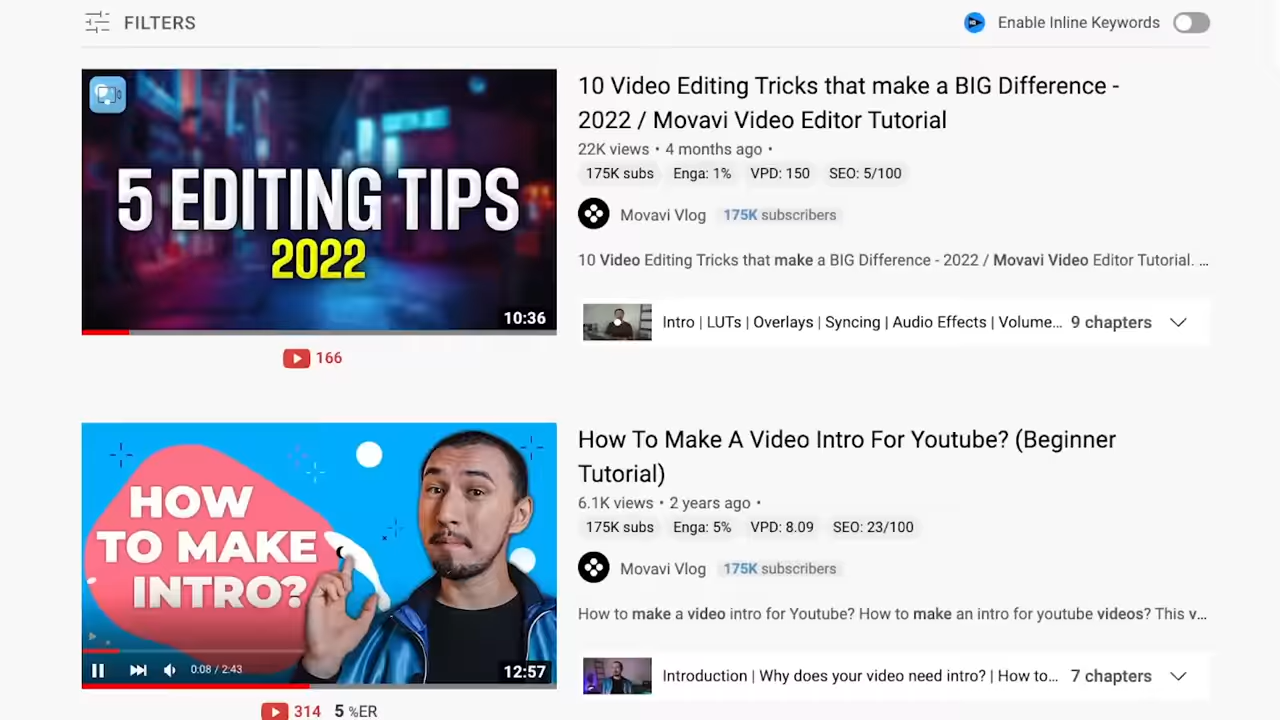 FILTERS
Enable Inline Keywords
5 EDITING TIPS
2022
10:36
166
10 Video Editing Tricks that make a BIG Difference -
2022 / Movavi Video Editor Tutorial
22K views • 4 months ago •
175K subs Enga: 1% VPD: 150 SEO: 5/100
Movavi Vlog 175K subscribers
10 Video Editing Tricks that make a BIG Difference - 2022 / Movavi Video Editor Tutorial. ...
Intro | LUTs | Overlays | Syncing | Audio Effects | Volume... 9 chapters
HOW
TO MAKE
INTRO?
0:08 / 2:43
12:57
314 5 %ER
How To Make A Video Intro For Youtube? (Beginner
Tutorial)
6.1K views • 2 years ago •
175K subs Enga: 5% VPD: 8.09 SEO: 23/100
Movavi Vlog 175K subscribers
How to make a video intro for Youtube? How to make an intro for youtube videos? This v...
Introduction | Why does your video need intro? | How to... 7 chapters